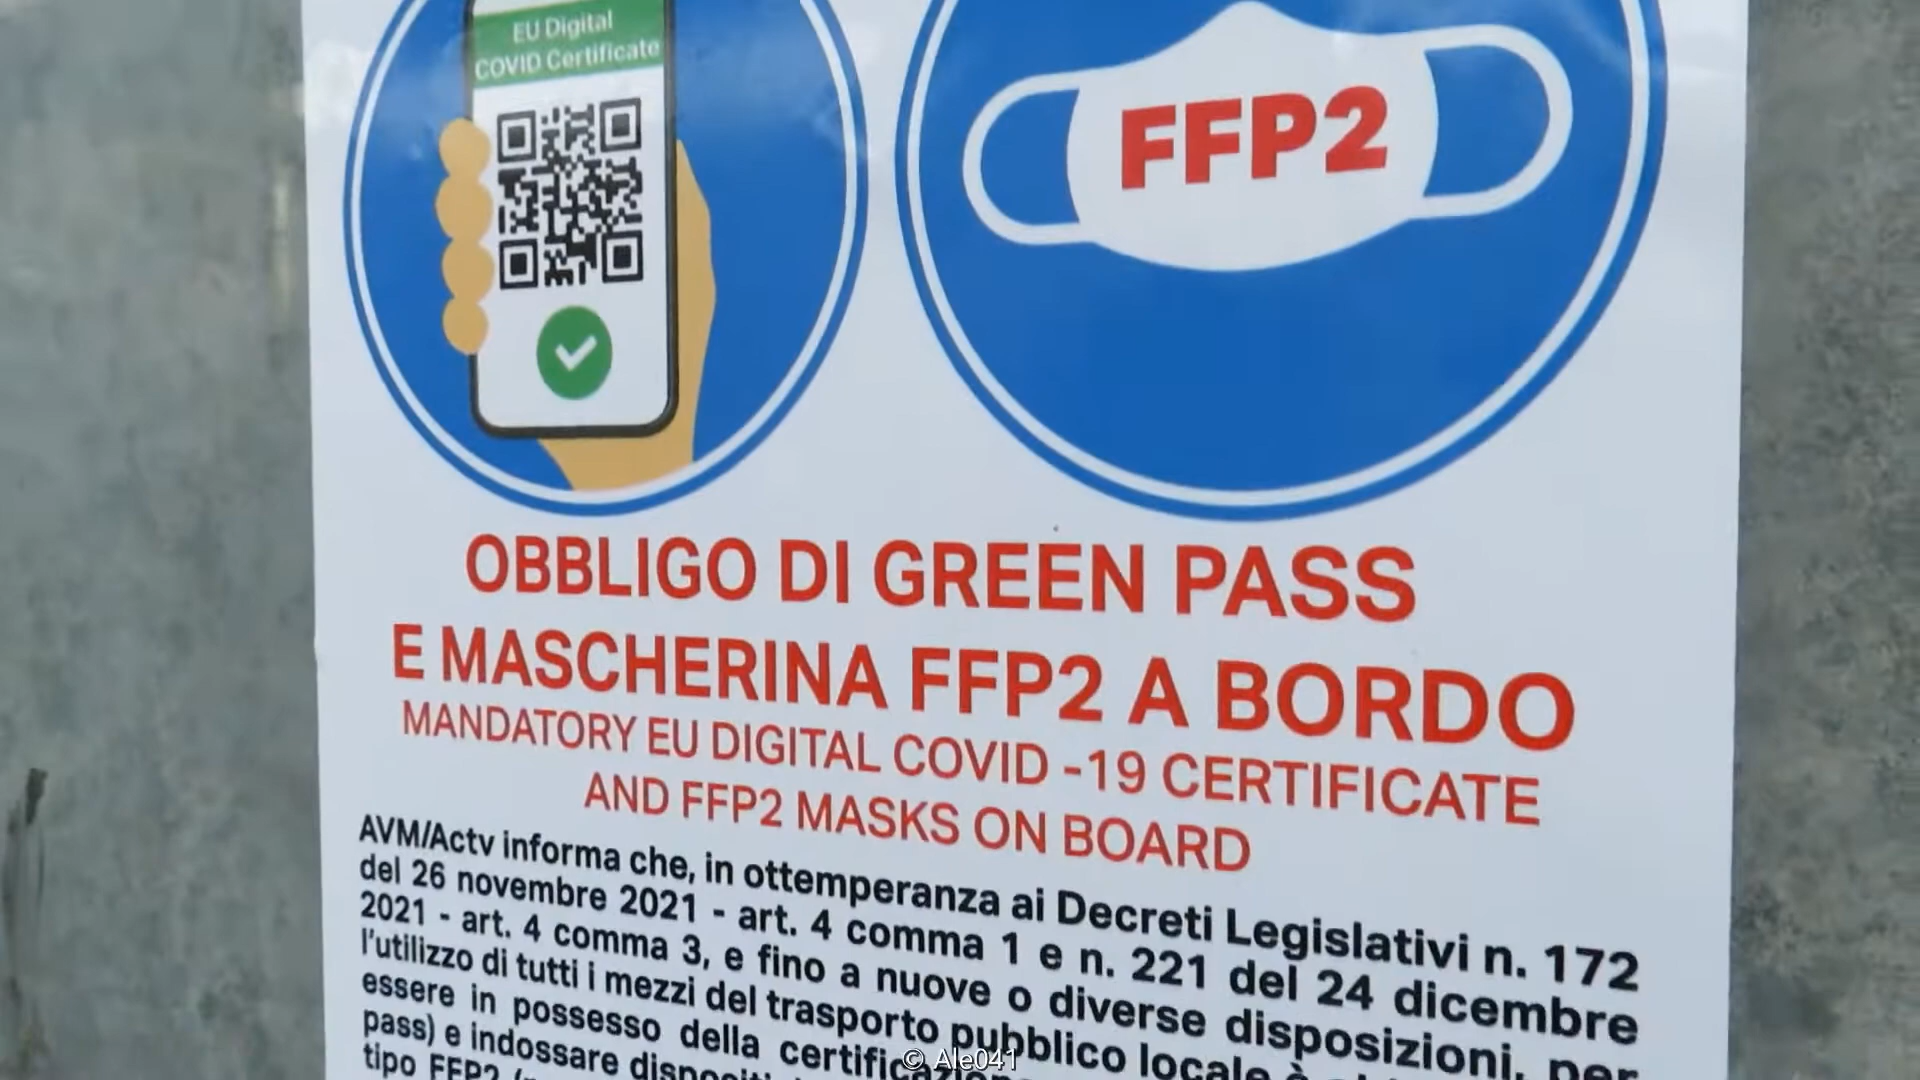 EU Digital
COVID Certificate
FFP2
OBBLIGO DI GREEN PASS
E MASCHERINA FFP2 A BORDO
MANDATORY EU DIGITAL COVID -19 CERTIFICATE
AND FFP2 MASKS ON BOARD
AVM/Actv informa che, in ottemperanza ai Decreti Legislativi n. 172
del 26 novembre 2021 - art. 4 comma 1 e n. 221 del 24 dicembre
2021 - art. 4 comma 3, e fino a nuove o diverse disposizioni, per
l'utilizzo di tutti i mezzi del trasporto pubblico locale è
essere in possesso della
pass) e indossare
tipo FFP2
© Ale041